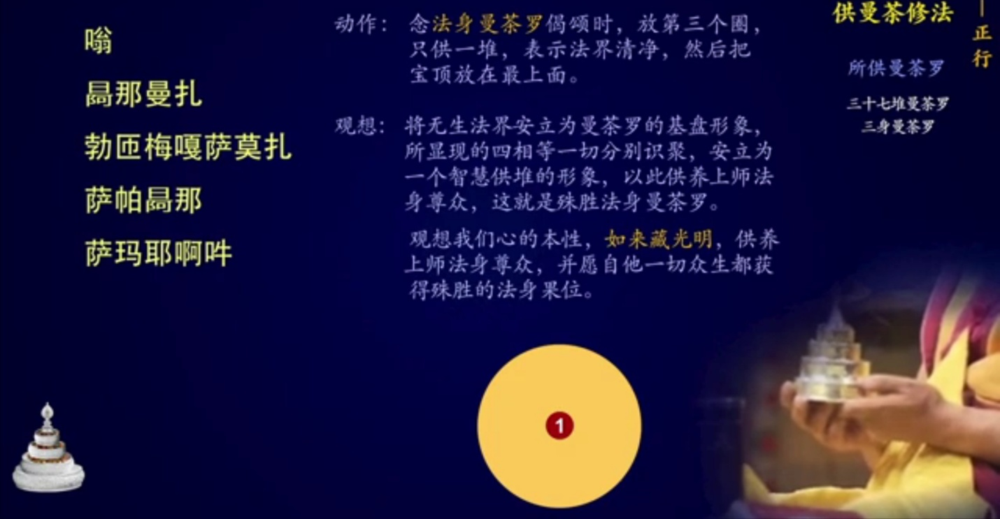 嗡
曷那曼扎
勃匝梅嘎萨莫扎
萨帕曷那
萨玛耶啊吽
动作：念法身曼茶罗偈颂时，放第三个圈，
只供一堆，表示法界清净，然后把
宝顶放在最上面。
观想：将无生法界安立为曼茶罗的基盘形象，
所显现的四相等一切分别识聚，安立为
一个智慧供堆的形象，以此供养上师法
身尊众，这就是殊胜法身曼茶罗。
观想我们心的本性，如来藏光明，供养
上师法身尊众，并愿自他一切众生都获
得殊胜的法身果位。
1
供曼茶修法
正行
所供曼茶罗
三十七堆曼茶罗
三身曼茶罗